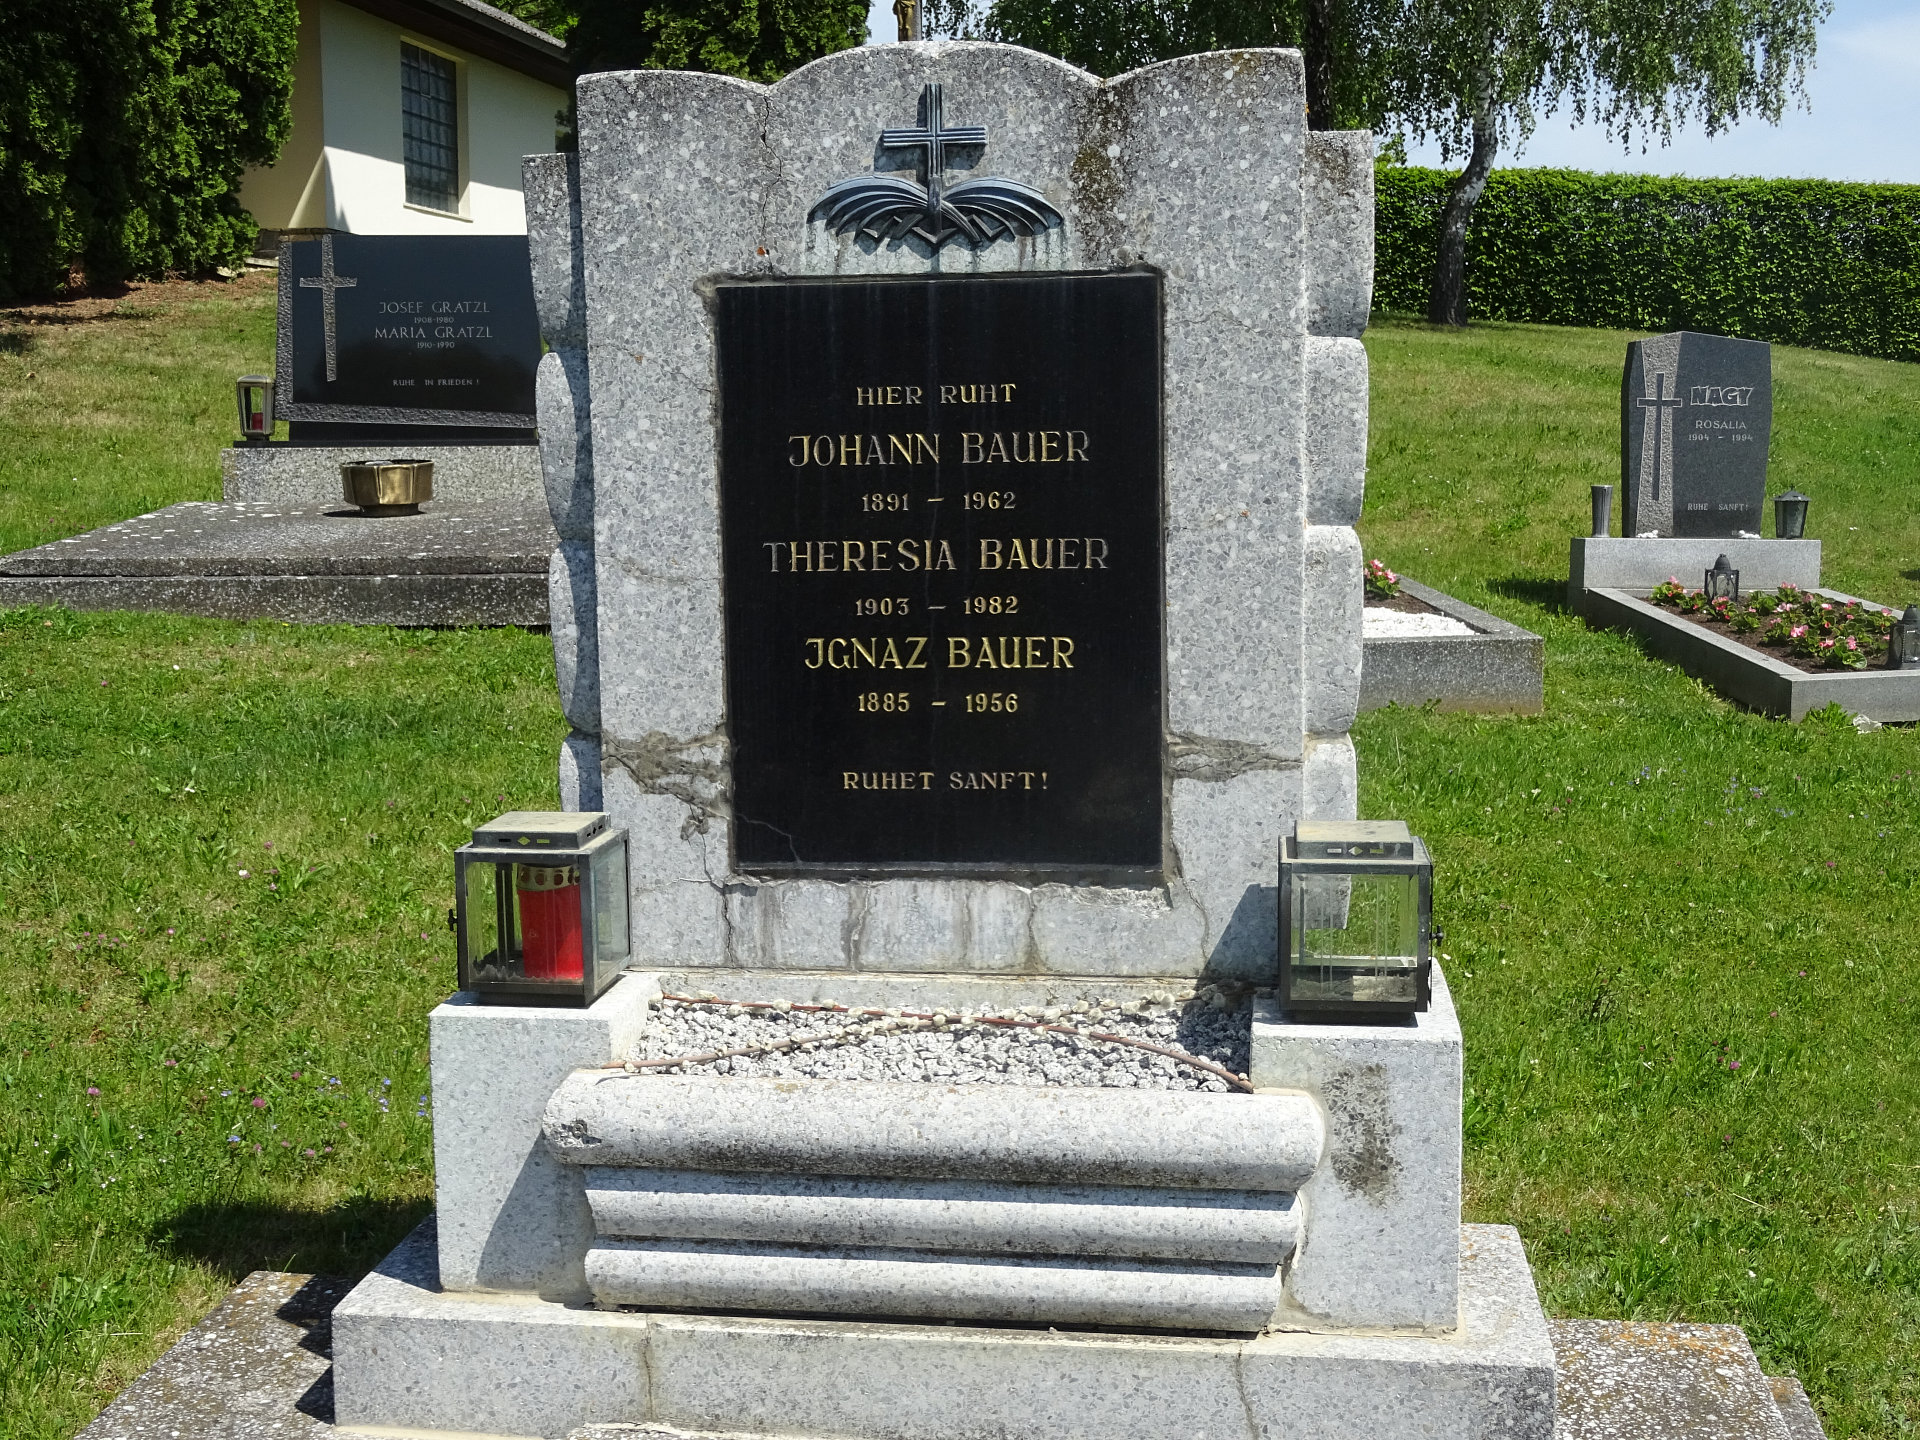 HIER RUHT
JOHANN BAUER
1891 – 1962
THERESIA BAUER
1903 – 1982
JGNAZ BAUER
1885 – 1956
RUHET SANFT!
JOSEF GRATZL
1908-1980
MARIA GRATZL
1910-1990
RUHE IN FRIEDEN!
NAGY
ROSALIA
1904 – 1994
RUHE SANFT!